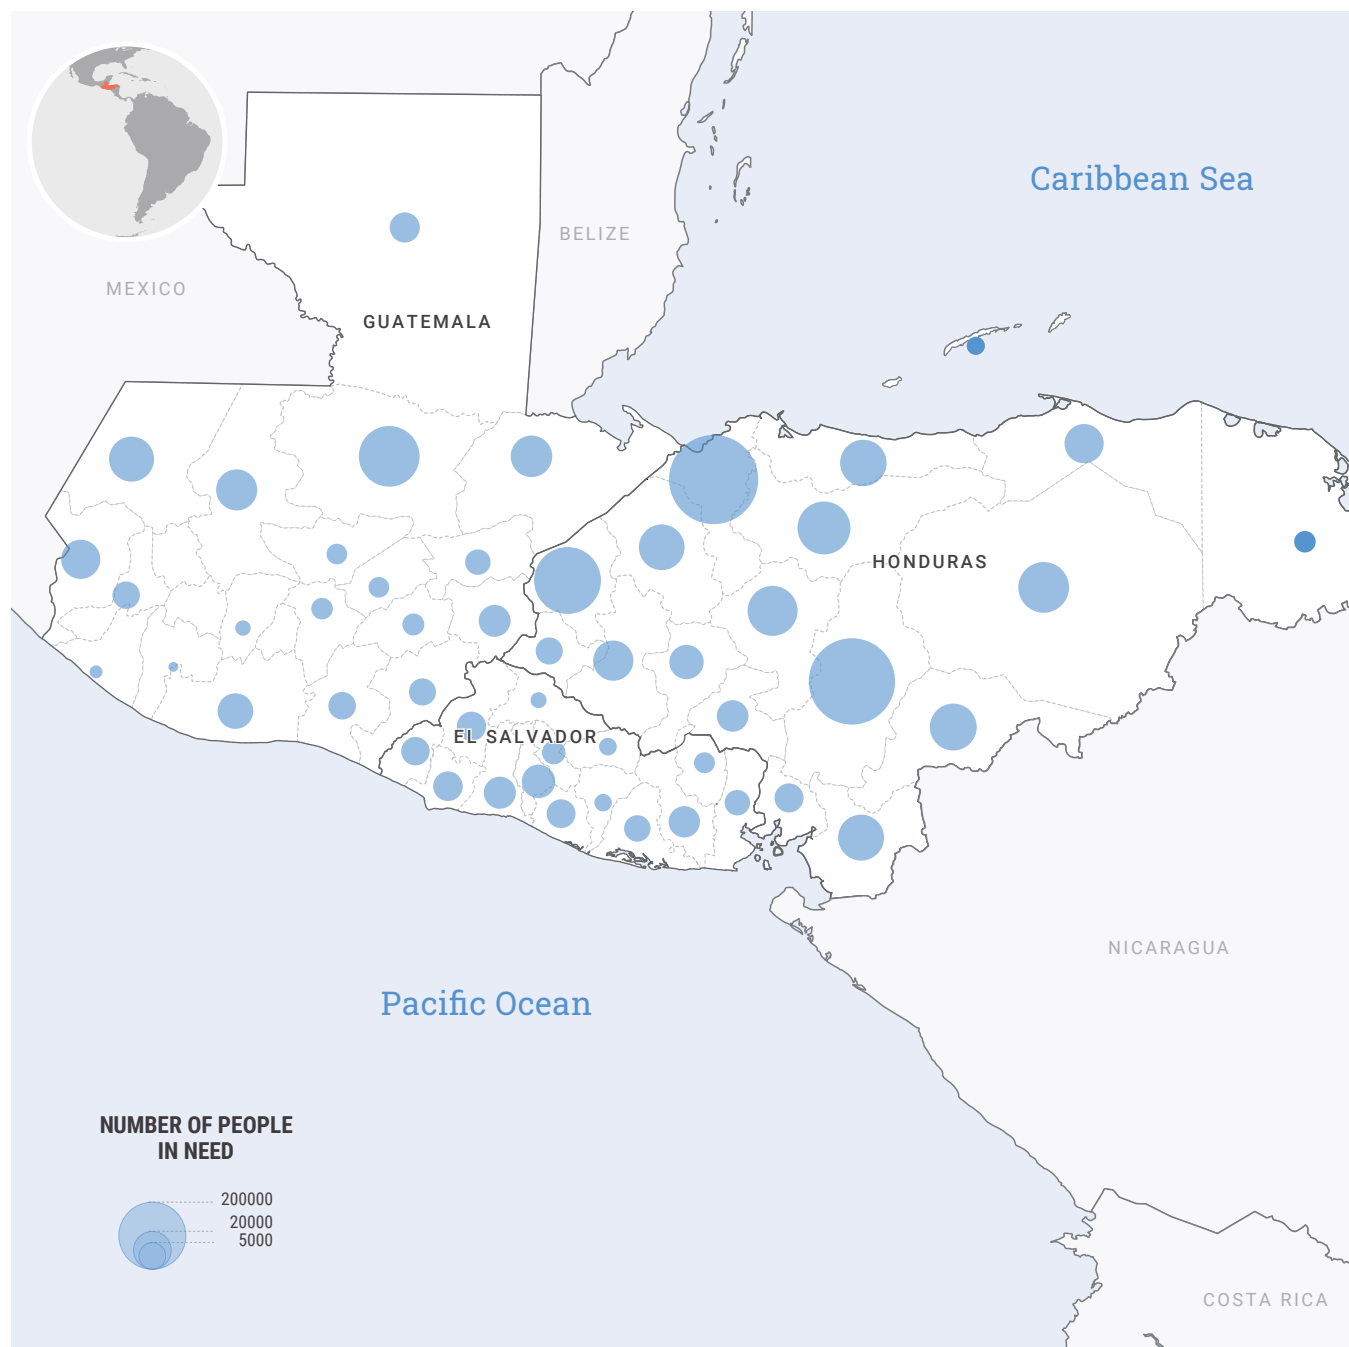 Caribbean Sea
BELIZE
MEXICO
GUATEMALA
HONDURAS
EL SALVADOR
NICARAGUA
Pacific Ocean
NUMBER OF PEOPLE
IN NEED
200000
20000
5000
COSTA RICA